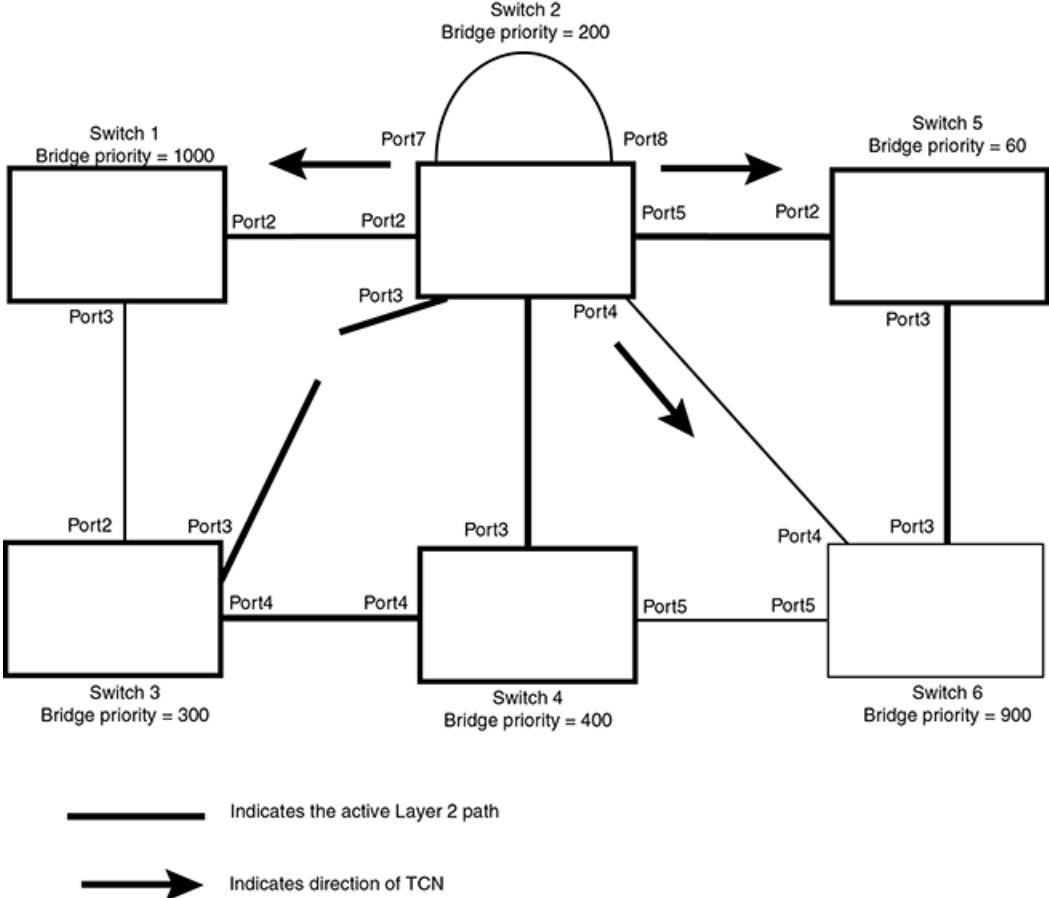 Switch 2
Bridge priority = 200
Switch 1
Bridge priority = 1000
Port7
Port8
Switch 5
Bridge priority = 60
Port2
Port2
Port5
Port2
Port3
Port3
Port4
Port3
Port2
Port3
Port3
Port4
Port3
Port4
Port4
Port5
Port5
Switch 3
Bridge priority = 300
Switch 4
Bridge priority = 400
Switch 6
Bridge priority = 900
Indicates the active Layer 2 path
Indicates direction of TCN